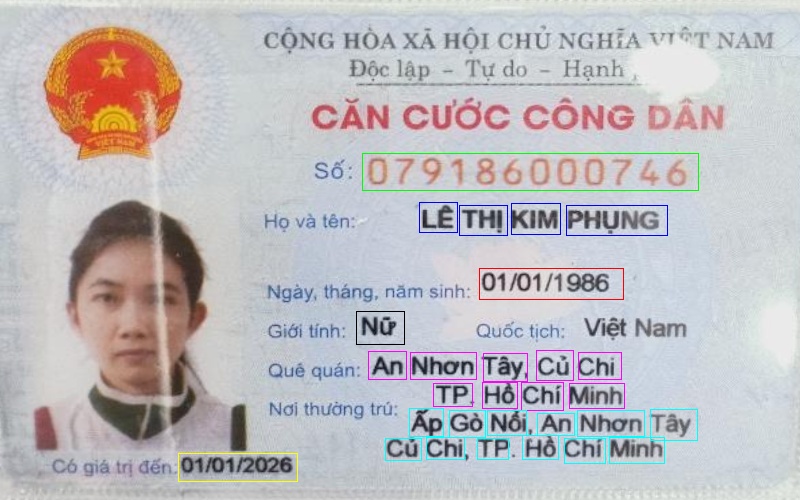 CỘNG HÒA XÃ HỘI CHỦ NGHĨA VIỆT NAM
Độc lập - Tự do - Hạnh
CĂN CƯỚC CÔNG DÂN
Số: 079186000746
Họ và tên: LÊ THỊ KIM PHỤNG
Ngày, tháng, năm sinh: 01/01/1986
Giới tính: Nữ Quốc tịch: Việt Nam
Quê quán: An Nhơn Tây, Củ Chi
TP. Hồ Chí Minh
Nơi thường trú: Ấp Gò Nổi, An Nhơn Tây
Củ Chi, TP. Hồ Chí Minh
Có giá trị đến: 01/01/2026